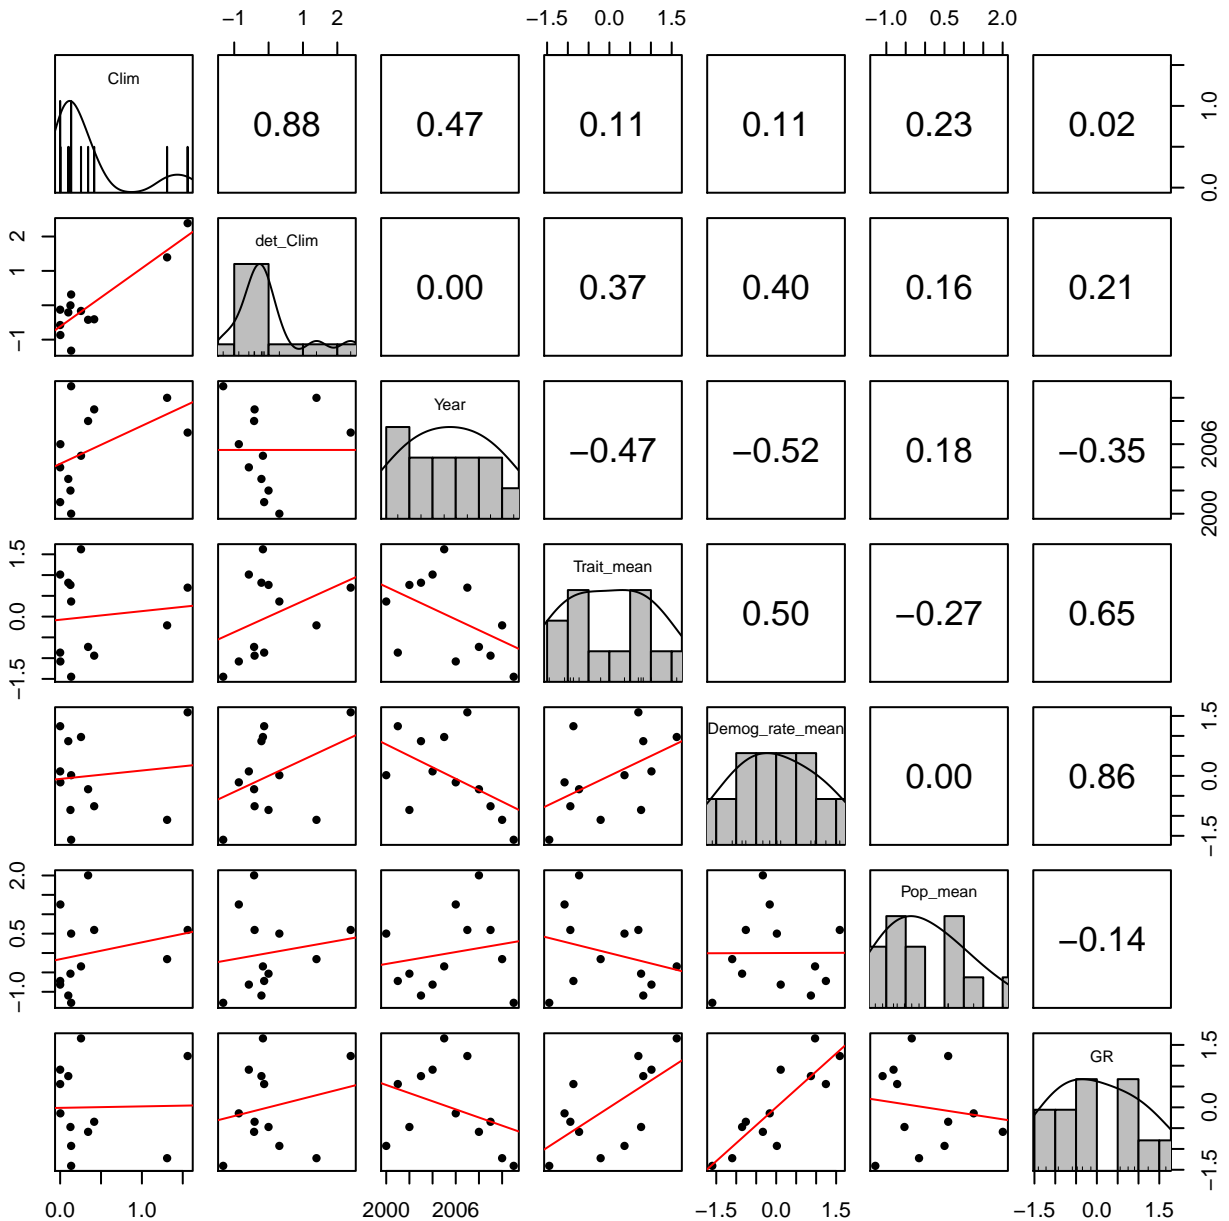 −1 1 2 −1.5 0.0 1.5 −1.0 0.5 2.0
Clim 0.88 0.47 0.11 0.11 0.23 0.02 0.0 1.0
−1 1 2 det_Clim 0.00 0.37 0.40 0.16 0.21
Year −0.47 −0.52 0.18 −0.35 2000 2006
−1.5 0.0 1.5 Trait_mean 0.50 −0.27 0.65
Demog_rate_mean 0.00 0.86 −1.5 0.0 1.5
−1.0 0.5 2.0 Pop_mean −0.14
GR −1.5 0.0 1.5
0.0 1.0 2000 2006 −1.5 0.0 1.5 −1.5 0.0 1.5